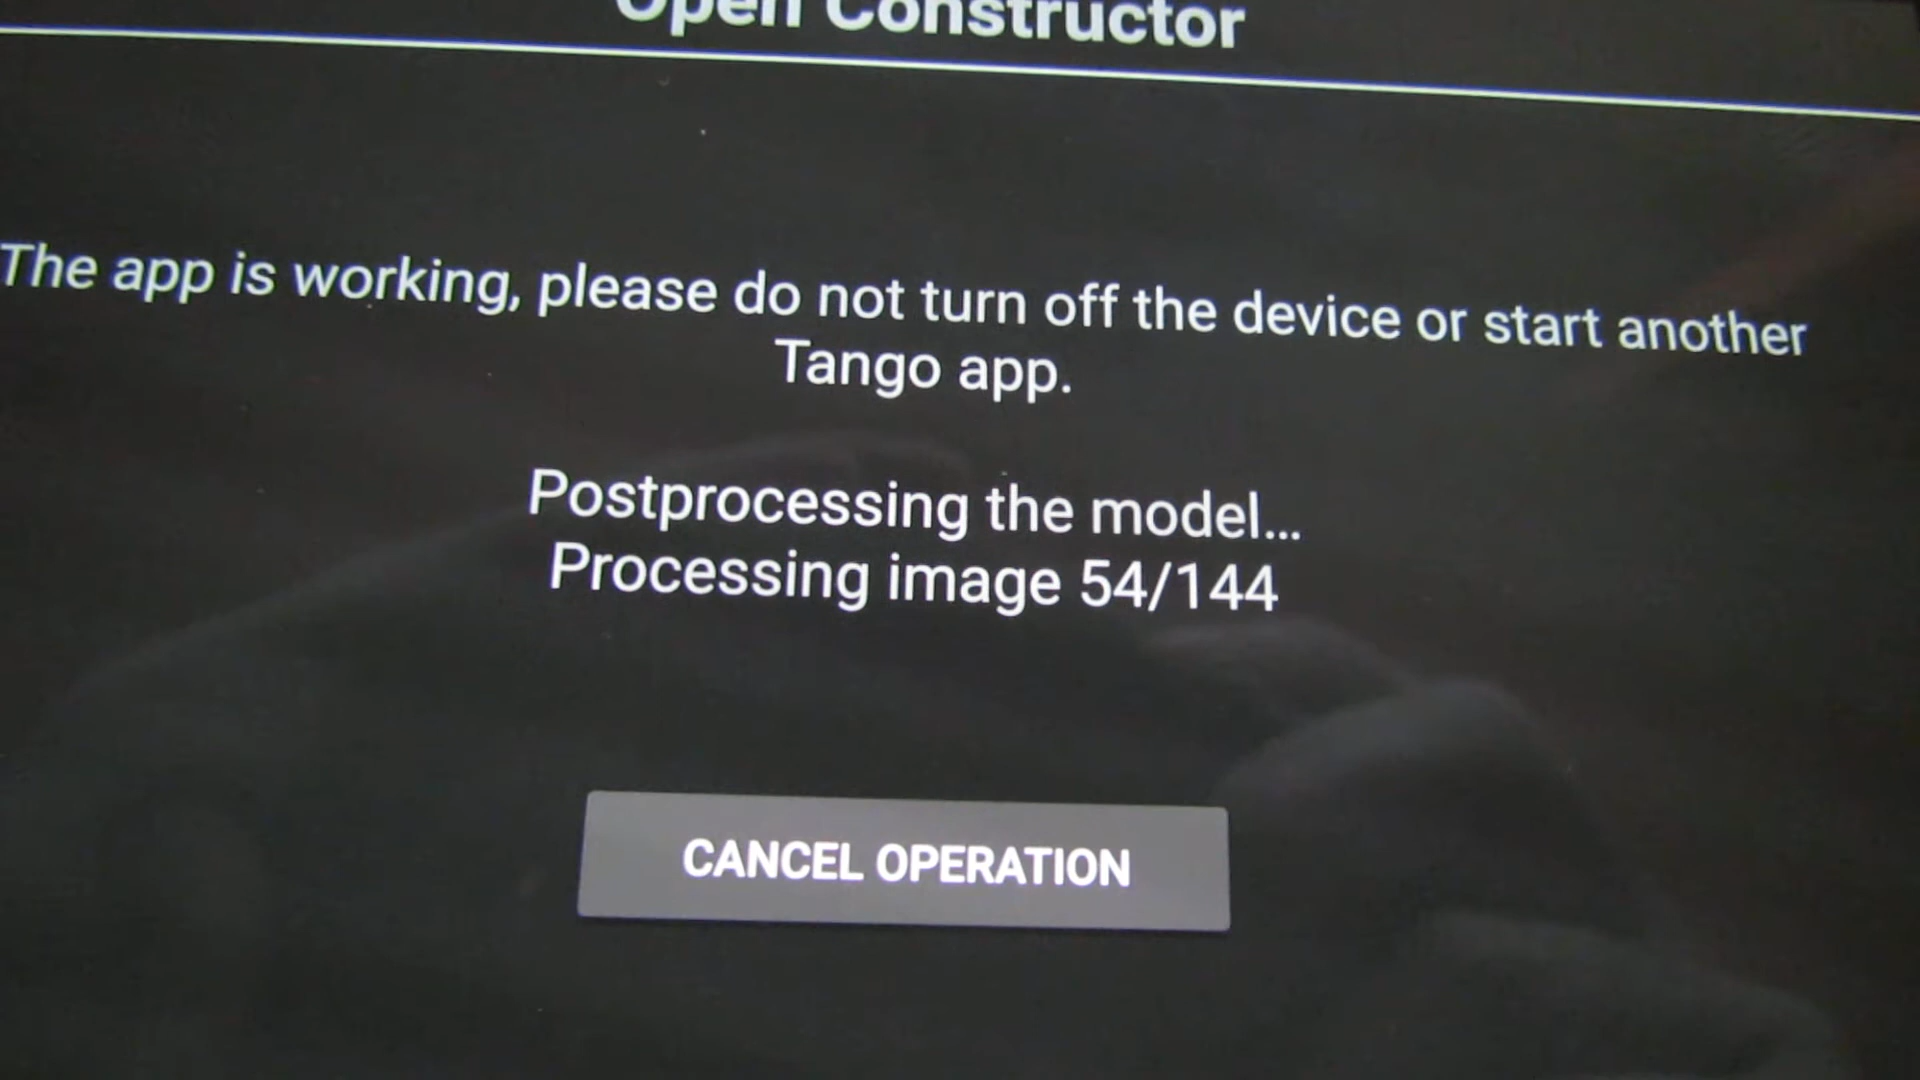 Open Constructor
The app is working, please do not turn off the device or start another
Tango app.
Postprocessing the model...
Processing image 54/144
CANCEL OPERATION